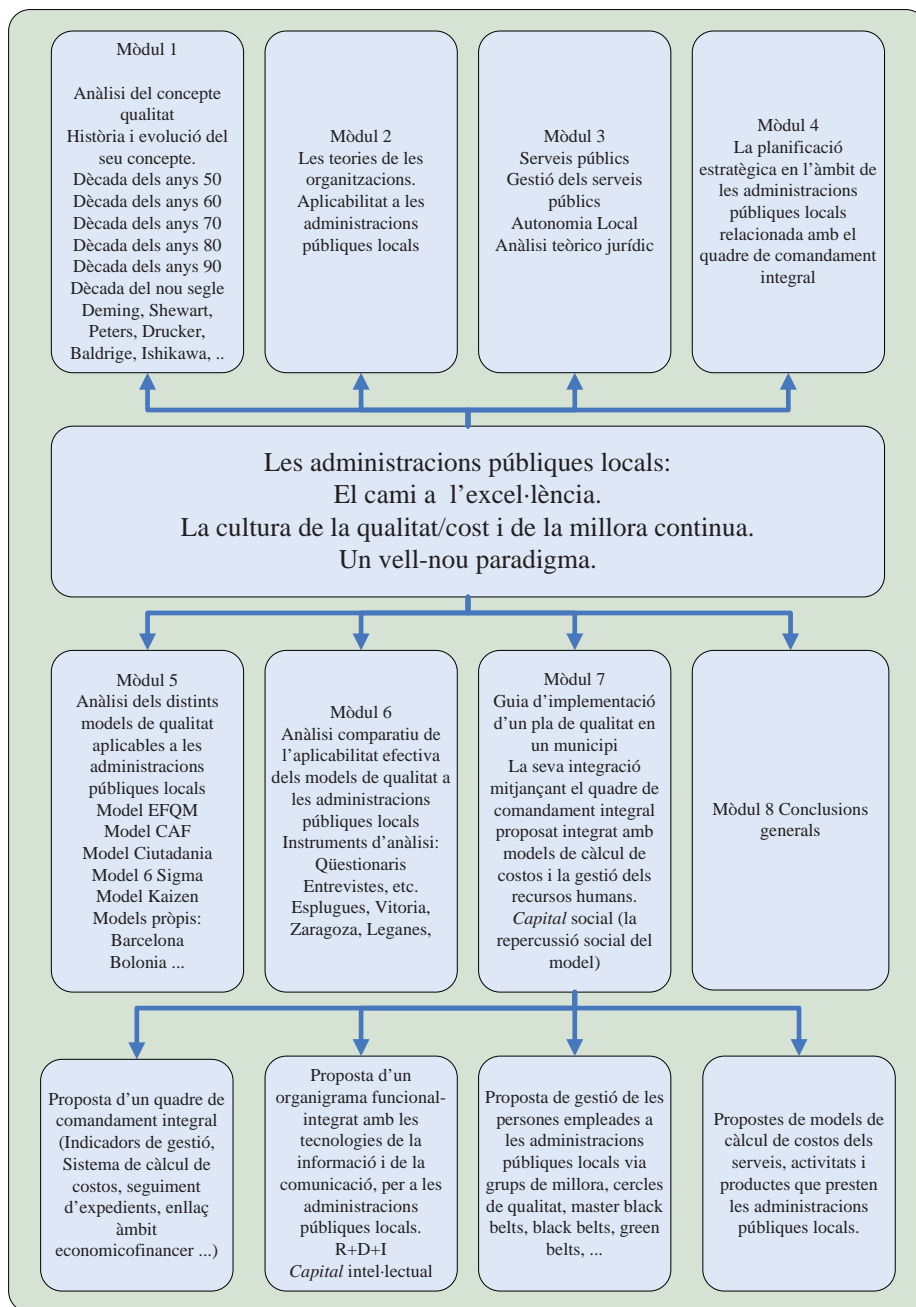 Mòdul 1
Anàlisi del concepte
qualitat
Història i evolució del
seu concepte.
Dècada dels anys 50
Dècada dels anys 60
Dècada dels anys 70
Dècada dels anys 80
Dècada dels anys 90
Dècada del nou segle
Deming, Shewart,
Peters, Drucker,
Baldrige, Ishikawa, ..
Mòdul 2
Les teories de les
organitzacions.
Aplicabilitat a les
administracions
públiques locals
Mòdul 3
Serveis públics
Gestió dels serveis
públics
Autonomia Local
Anàlisi teòrico jurídic
Mòdul 4
La planificació
estratègica en l’àmbit de
les administracions
públiques locals
relacionada amb el
quadre de comandament
integral
Les administracions públiques locals:
El cami a l’excel·lència.
La cultura de la qualitat/cost i de la millora continua.
Un vell-nou paradigma.
Mòdul 5
Anàlisi dels distints
models de qualitat
aplicables a les
administracions
públiques locals
Model EFQM
Model CAF
Model Ciutadania
Model 6 Sigma
Model Kaizen
Models pròpis:
Barcelona
Bolonia ...
Mòdul 6
Anàlisi comparatiu de
l’aplicabilitat efectiva
dels models de qualitat a
les administracions
públiques locals
Instruments d’anàlisi:
Qüestionaris
Entrevistes, etc.
Esplugues, Vitoria,
Zaragoza, Leganes,
Mòdul 7
Guia d’implementació
d’un pla de qualitat en
un municipi
La seva integració
mitjançant el quadre de
comandament integral
proposat integrat amb
models de càlcul de
costos i la gestió dels
recursos humans.
Capital social (la
repercussió social del
model)
Mòdul 8 Conclusions
generals
Proposta d’un quadre de
comandament integral
(Indicadors de gestió,
Sistema de càlcul de
costos, seguiment
d’expedients, enllaç
àmbit
economicofinancer ...)
Proposta d’un
organigrama funcional-
integrat amb les
tecnologies de la
informació i de la
comunicació, per a les
administracions
públiques locals.
R+D+I
Capital intel·lectual
Proposta de gestió de les
persones empleades a
les administracions
públiques locals via
grups de millora, cercles
de qualitat, master black
belts, black belts, green
belts, ...
Propostes de models de
càlcul de costos dels
serveis, activitats i
productes que presten
les administracions
públiques locals.